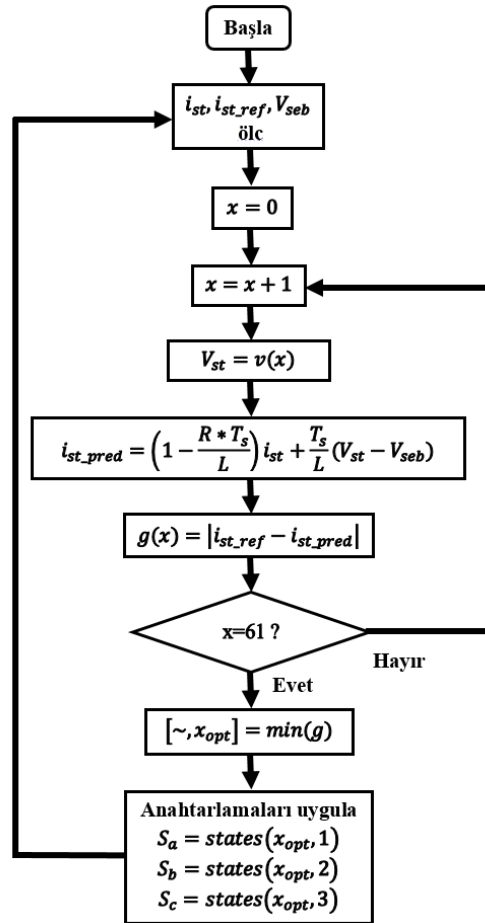 Başla
i_st, i_st_ref, V_seb
ölc
x = 0
x = x + 1
V_st = v(x)
i_st_pred = (1 − (R ∗ T_s)/L) i_st + (T_s/L)(V_st − V_seb)
g(x) = |i_st_ref − i_st_pred|
x=61 ?
Hayır
Evet
[~, x_opt] = min(g)
Anahtarlamaları uygula
S_a = states(x_opt, 1)
S_b = states(x_opt, 2)
S_c = states(x_opt, 3)